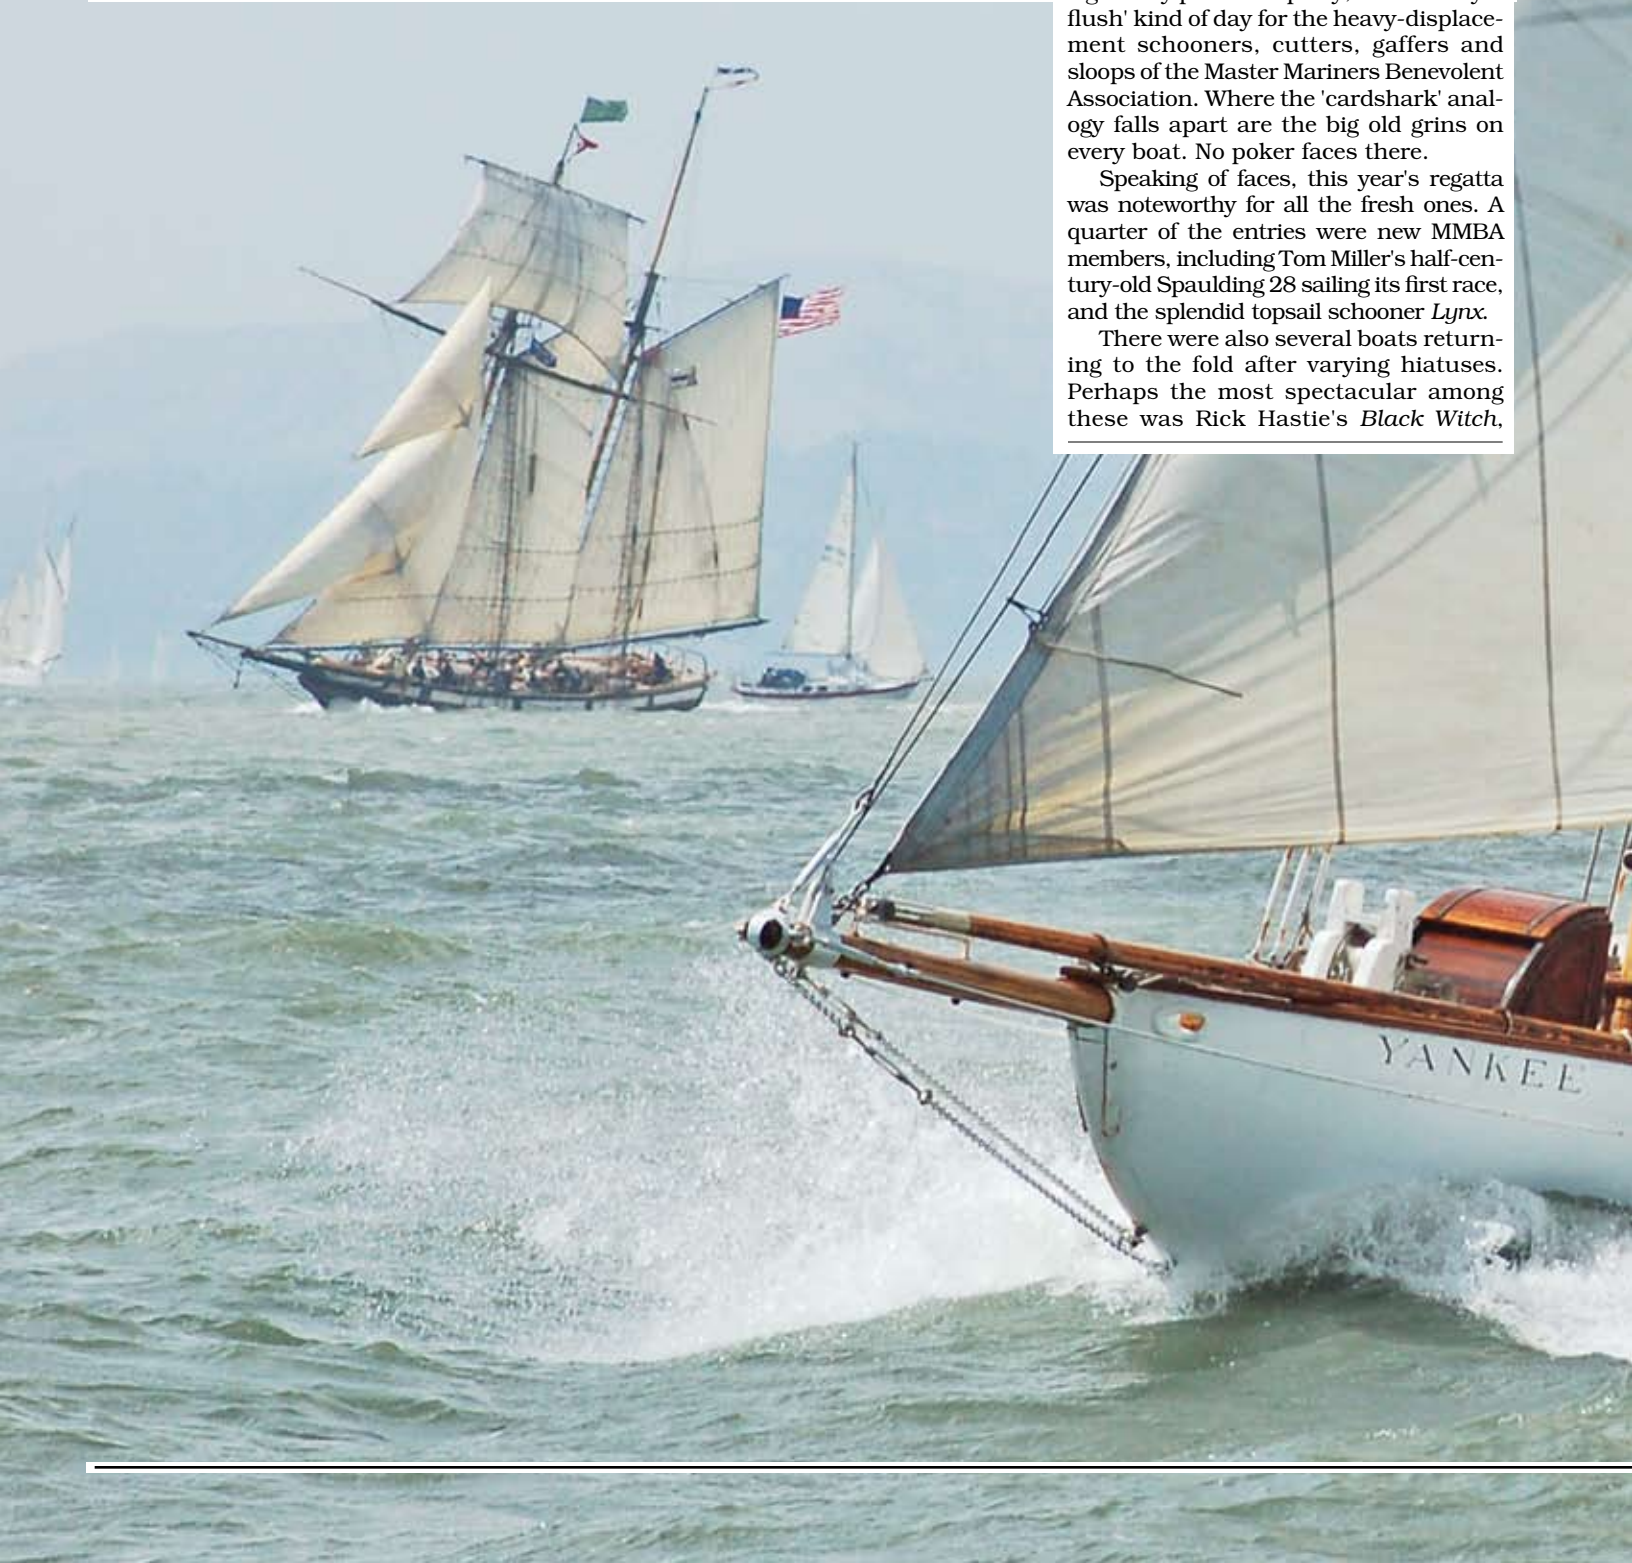 flush' kind of day for the heavy-displace-
ment schooners, cutters, gaffers and
sloops of the Master Mariners Benevolent
Association. Where the 'cardshark' anal-
ogy falls apart are the big old grins on
every boat. No poker faces there.
Speaking of faces, this year's regatta
was noteworthy for all the fresh ones. A
quarter of the entries were new MMBA
members, including Tom Miller's half-cen-
tury-old Spaulding 28 sailing its first race,
and the splendid topsail schooner Lynx.
There were also several boats return-
ing to the fold after varying hiatuses.
Perhaps the most spectacular among
these was Rick Hastie's Black Witch,
YANKEE